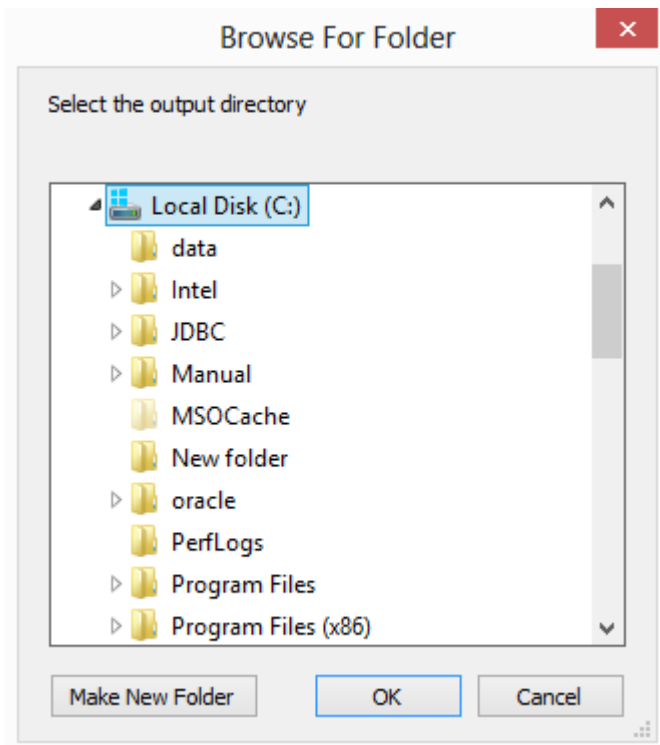 Browse For Folder
Select the output directory
Local Disk (C:)
data
Intel
JDBC
Manual
MSOCache
New folder
oracle
PerfLogs
Program Files
Program Files (x86)
Make New Folder OK Cancel